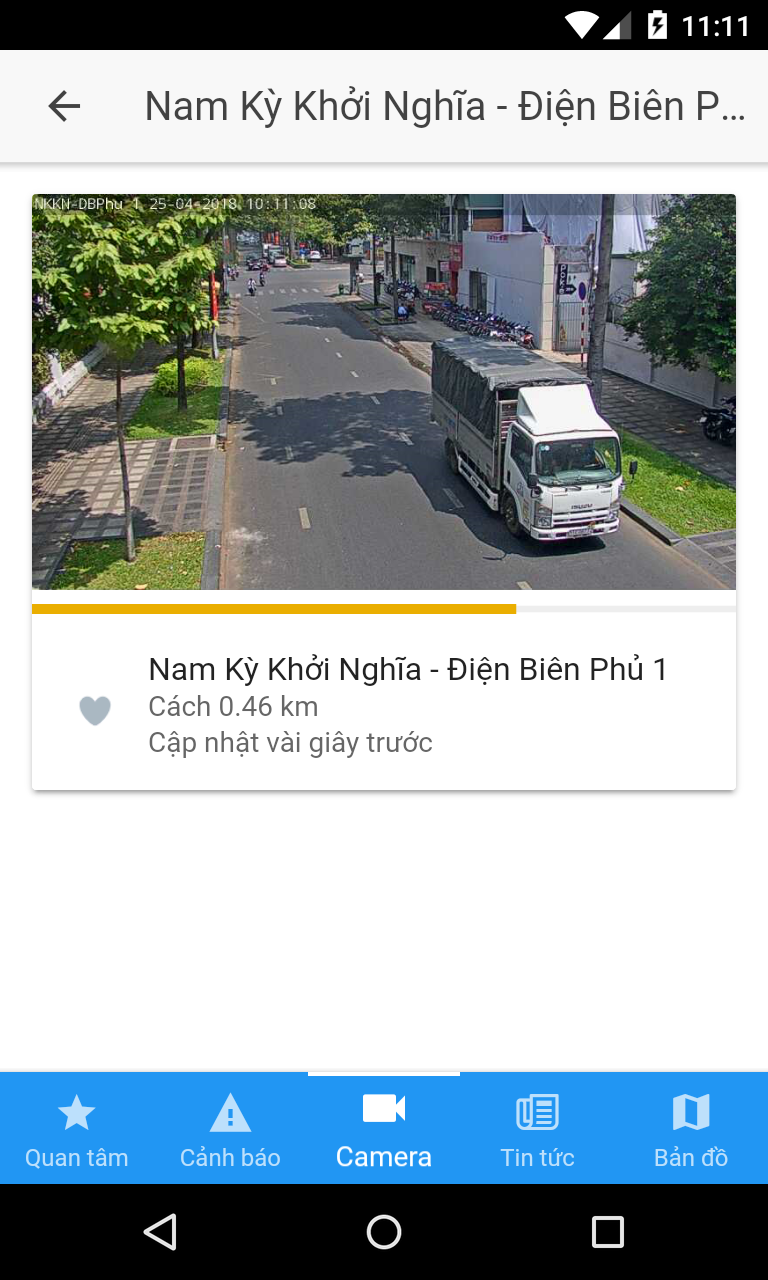 11:11
Nam Kỳ Khởi Nghĩa - Điện Biên P...
NKKN-DBPhu 1 25-04-2018 10:11:08
ISUZU
Nam Kỳ Khởi Nghĩa - Điện Biên Phủ 1
Cách 0.46 km
Cập nhật vài giây trước
Quan tâm
Cảnh báo
Camera
Tin tức
Bản đồ